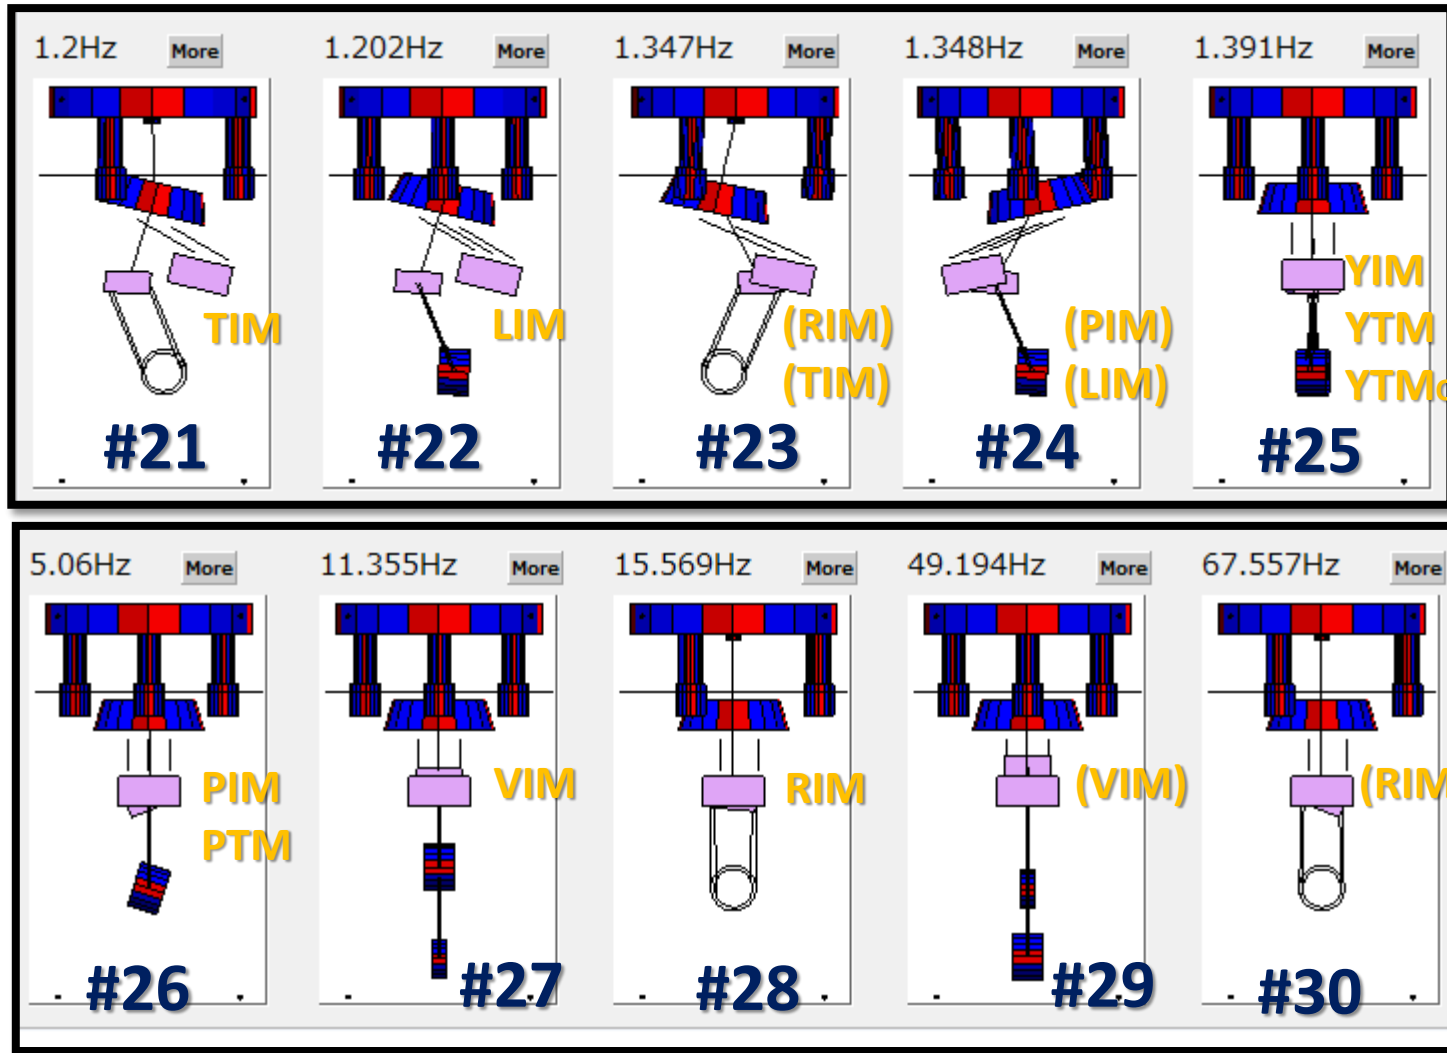 1.2Hz More 1.202Hz More 1.347Hz More 1.348Hz More 1.391Hz More
TIM LIM (RIM) (PIM) YIM
(TIM) (LIM) YTM
YTM
#21 #22 #23 #24 #25
5.06Hz More 11.355Hz More 15.569Hz More 49.194Hz More 67.557Hz More
PIM VIM RIM (VIM) (RIM
PTM
#26 #27 #28 #29 #30